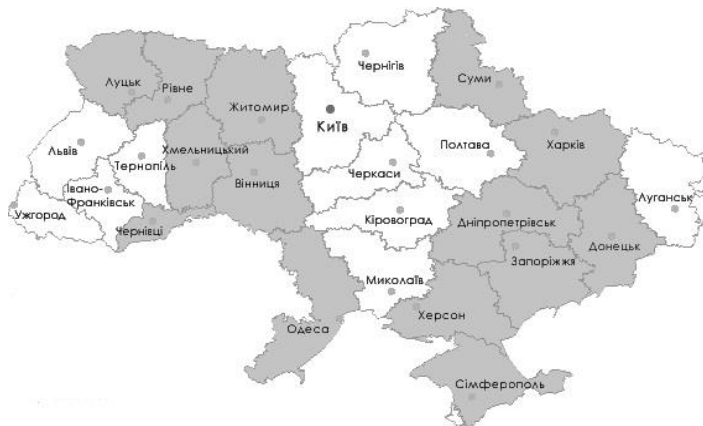 Чернігів
Луцьк
Рівне
Суми
Житомир
Київ
Львів
Тернопіль
Хмельницький
Полтава
Харків
Черкаси
Вінниця
Івано-
Франківськ
Луганськ
Ужгород
Чернівці
Кіровоград
Дніпропетрівськ
Донецьк
Запоріжжя
Миколаїв
Херсон
Одеса
Сімферополь